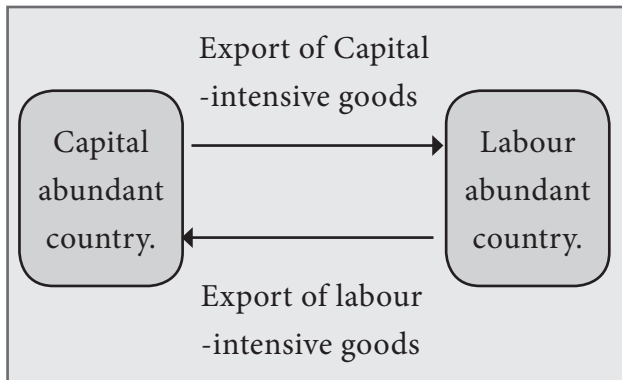 Export of Capital
-intensive goods
Capital
abundant
country.
Labour
abundant
country.
Export of labour
-intensive goods